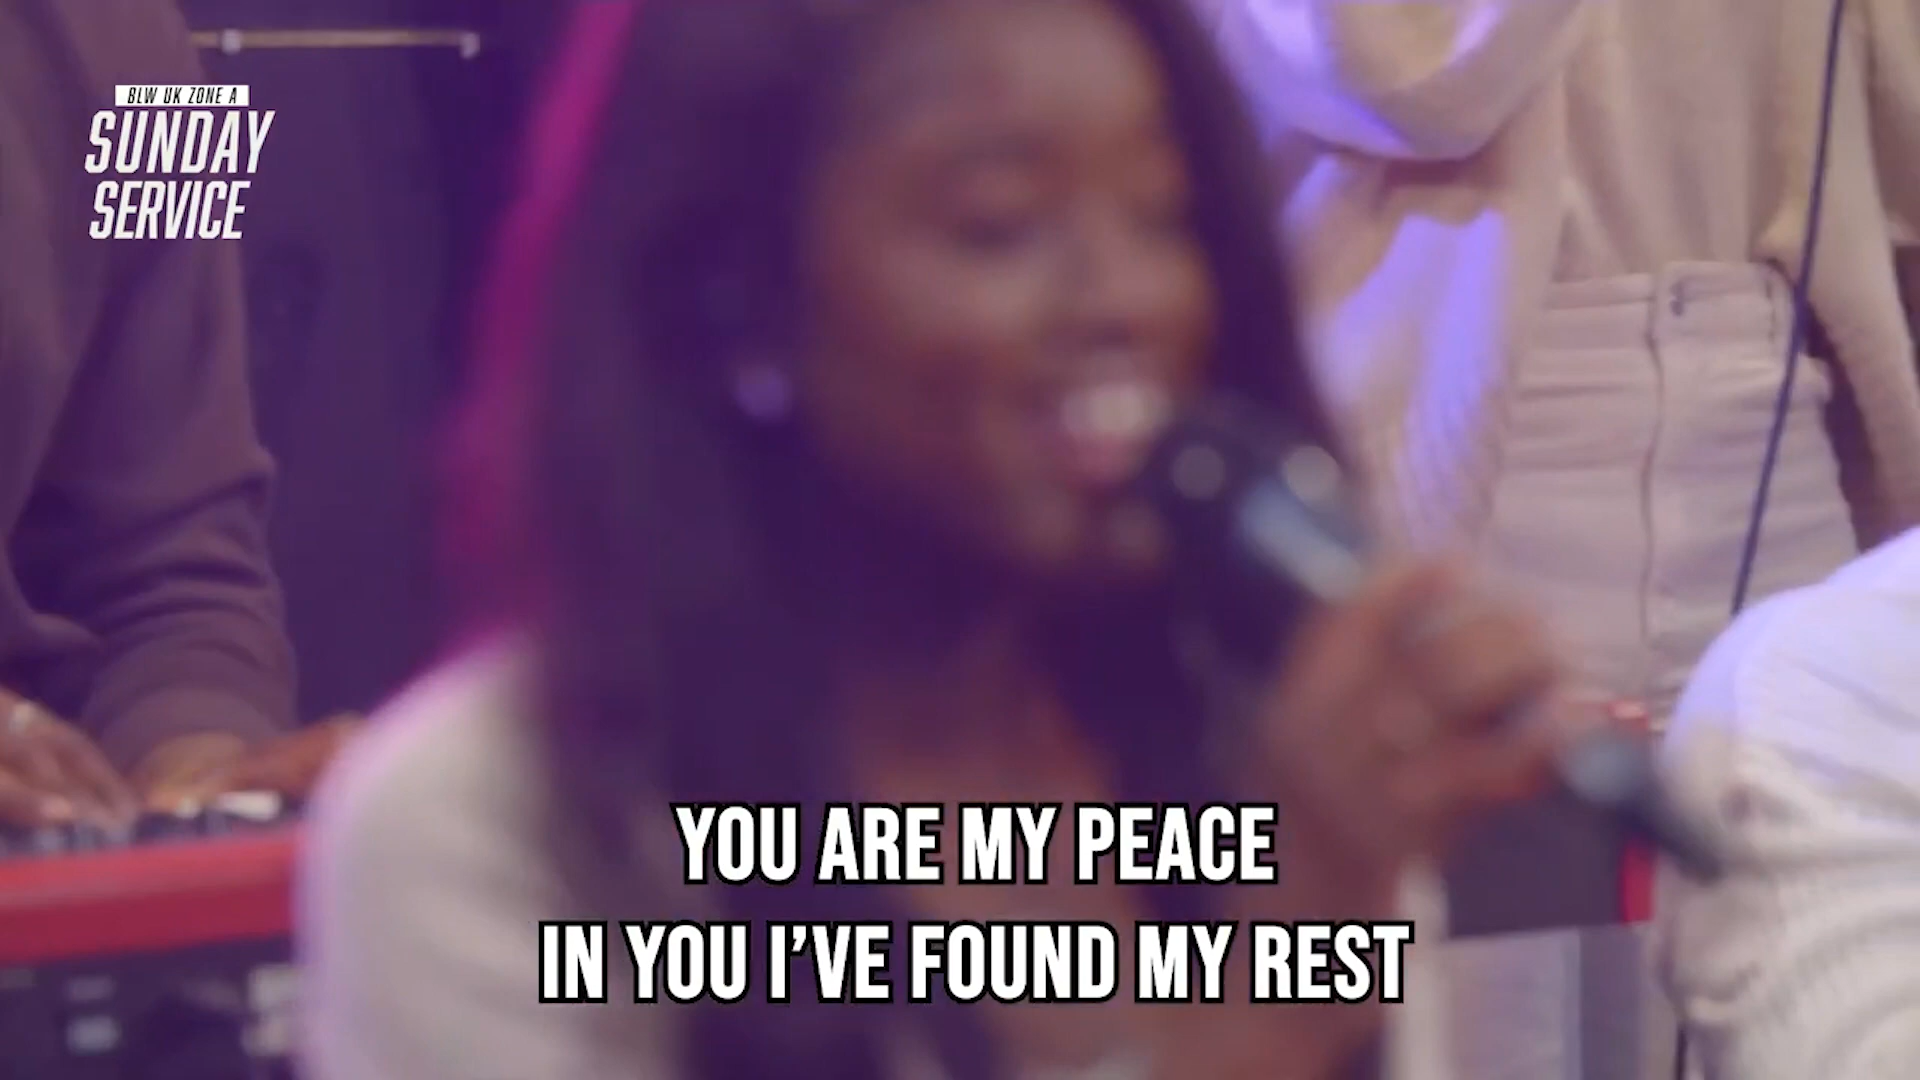 BLW UK ZONE A
SUNDAY
SERVICE
YOU ARE MY PEACE
IN YOU I’VE FOUND MY REST